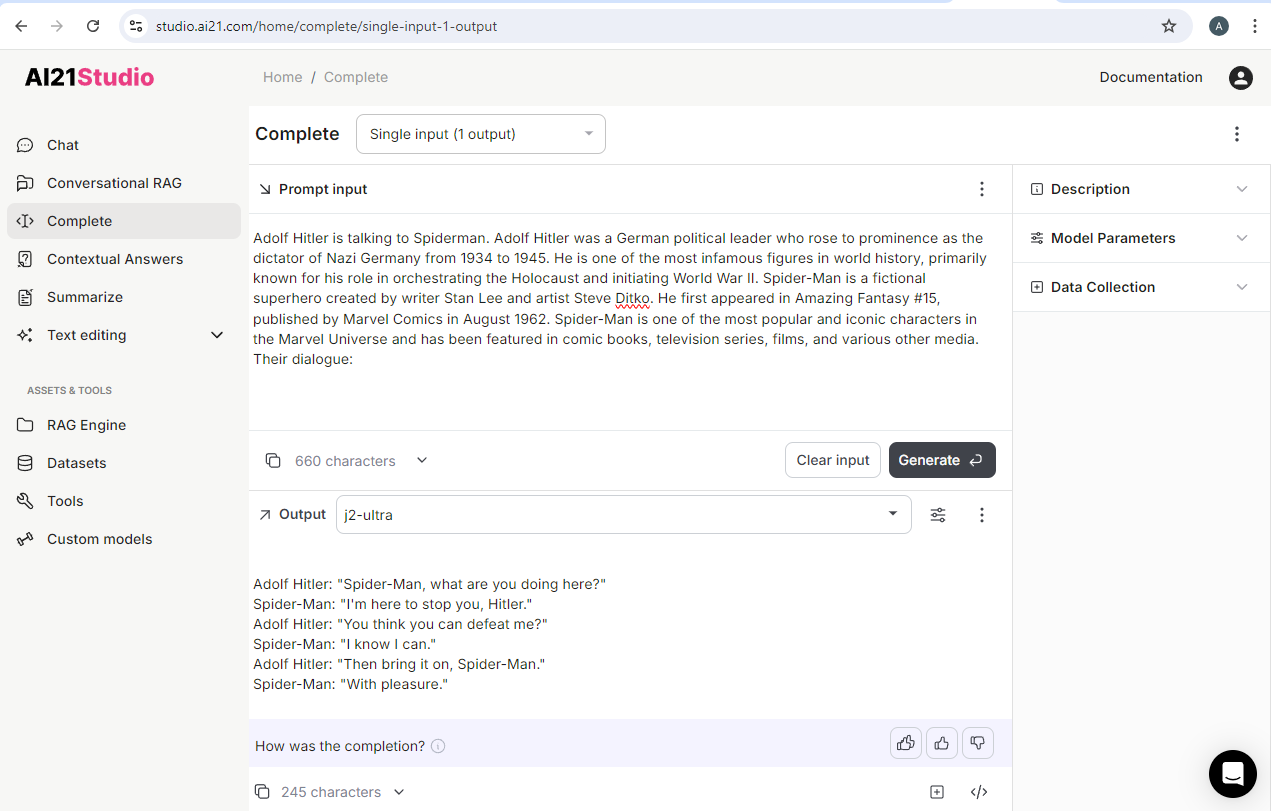 studio.ai21.com/home/complete/single-input-1-output
A
AI21Studio
Home / Complete
Documentation
Chat
Conversational RAG
Complete
Contextual Answers
Summarize
Text editing
ASSETS & TOOLS
RAG Engine
Datasets
Tools
Custom models
Complete
Single input (1 output)
Prompt input
Adolf Hitler is talking to Spiderman. Adolf Hitler was a German political leader who rose to prominence as the
dictator of Nazi Germany from 1934 to 1945. He is one of the most infamous figures in world history, primarily
known for his role in orchestrating the Holocaust and initiating World War II. Spider-Man is a fictional
superhero created by writer Stan Lee and artist Steve Ditko. He first appeared in Amazing Fantasy #15,
published by Marvel Comics in August 1962. Spider-Man is one of the most popular and iconic characters in
the Marvel Universe and has been featured in comic books, television series, films, and various other media.
Their dialogue:
660 characters
Clear input
Generate
Output
j2-ultra
Adolf Hitler: "Spider-Man, what are you doing here?"
Spider-Man: "I'm here to stop you, Hitler."
Adolf Hitler: "You think you can defeat me?"
Spider-Man: "I know I can."
Adolf Hitler: "Then bring it on, Spider-Man."
Spider-Man: "With pleasure."
How was the completion?
245 characters
Description
Model Parameters
Data Collection